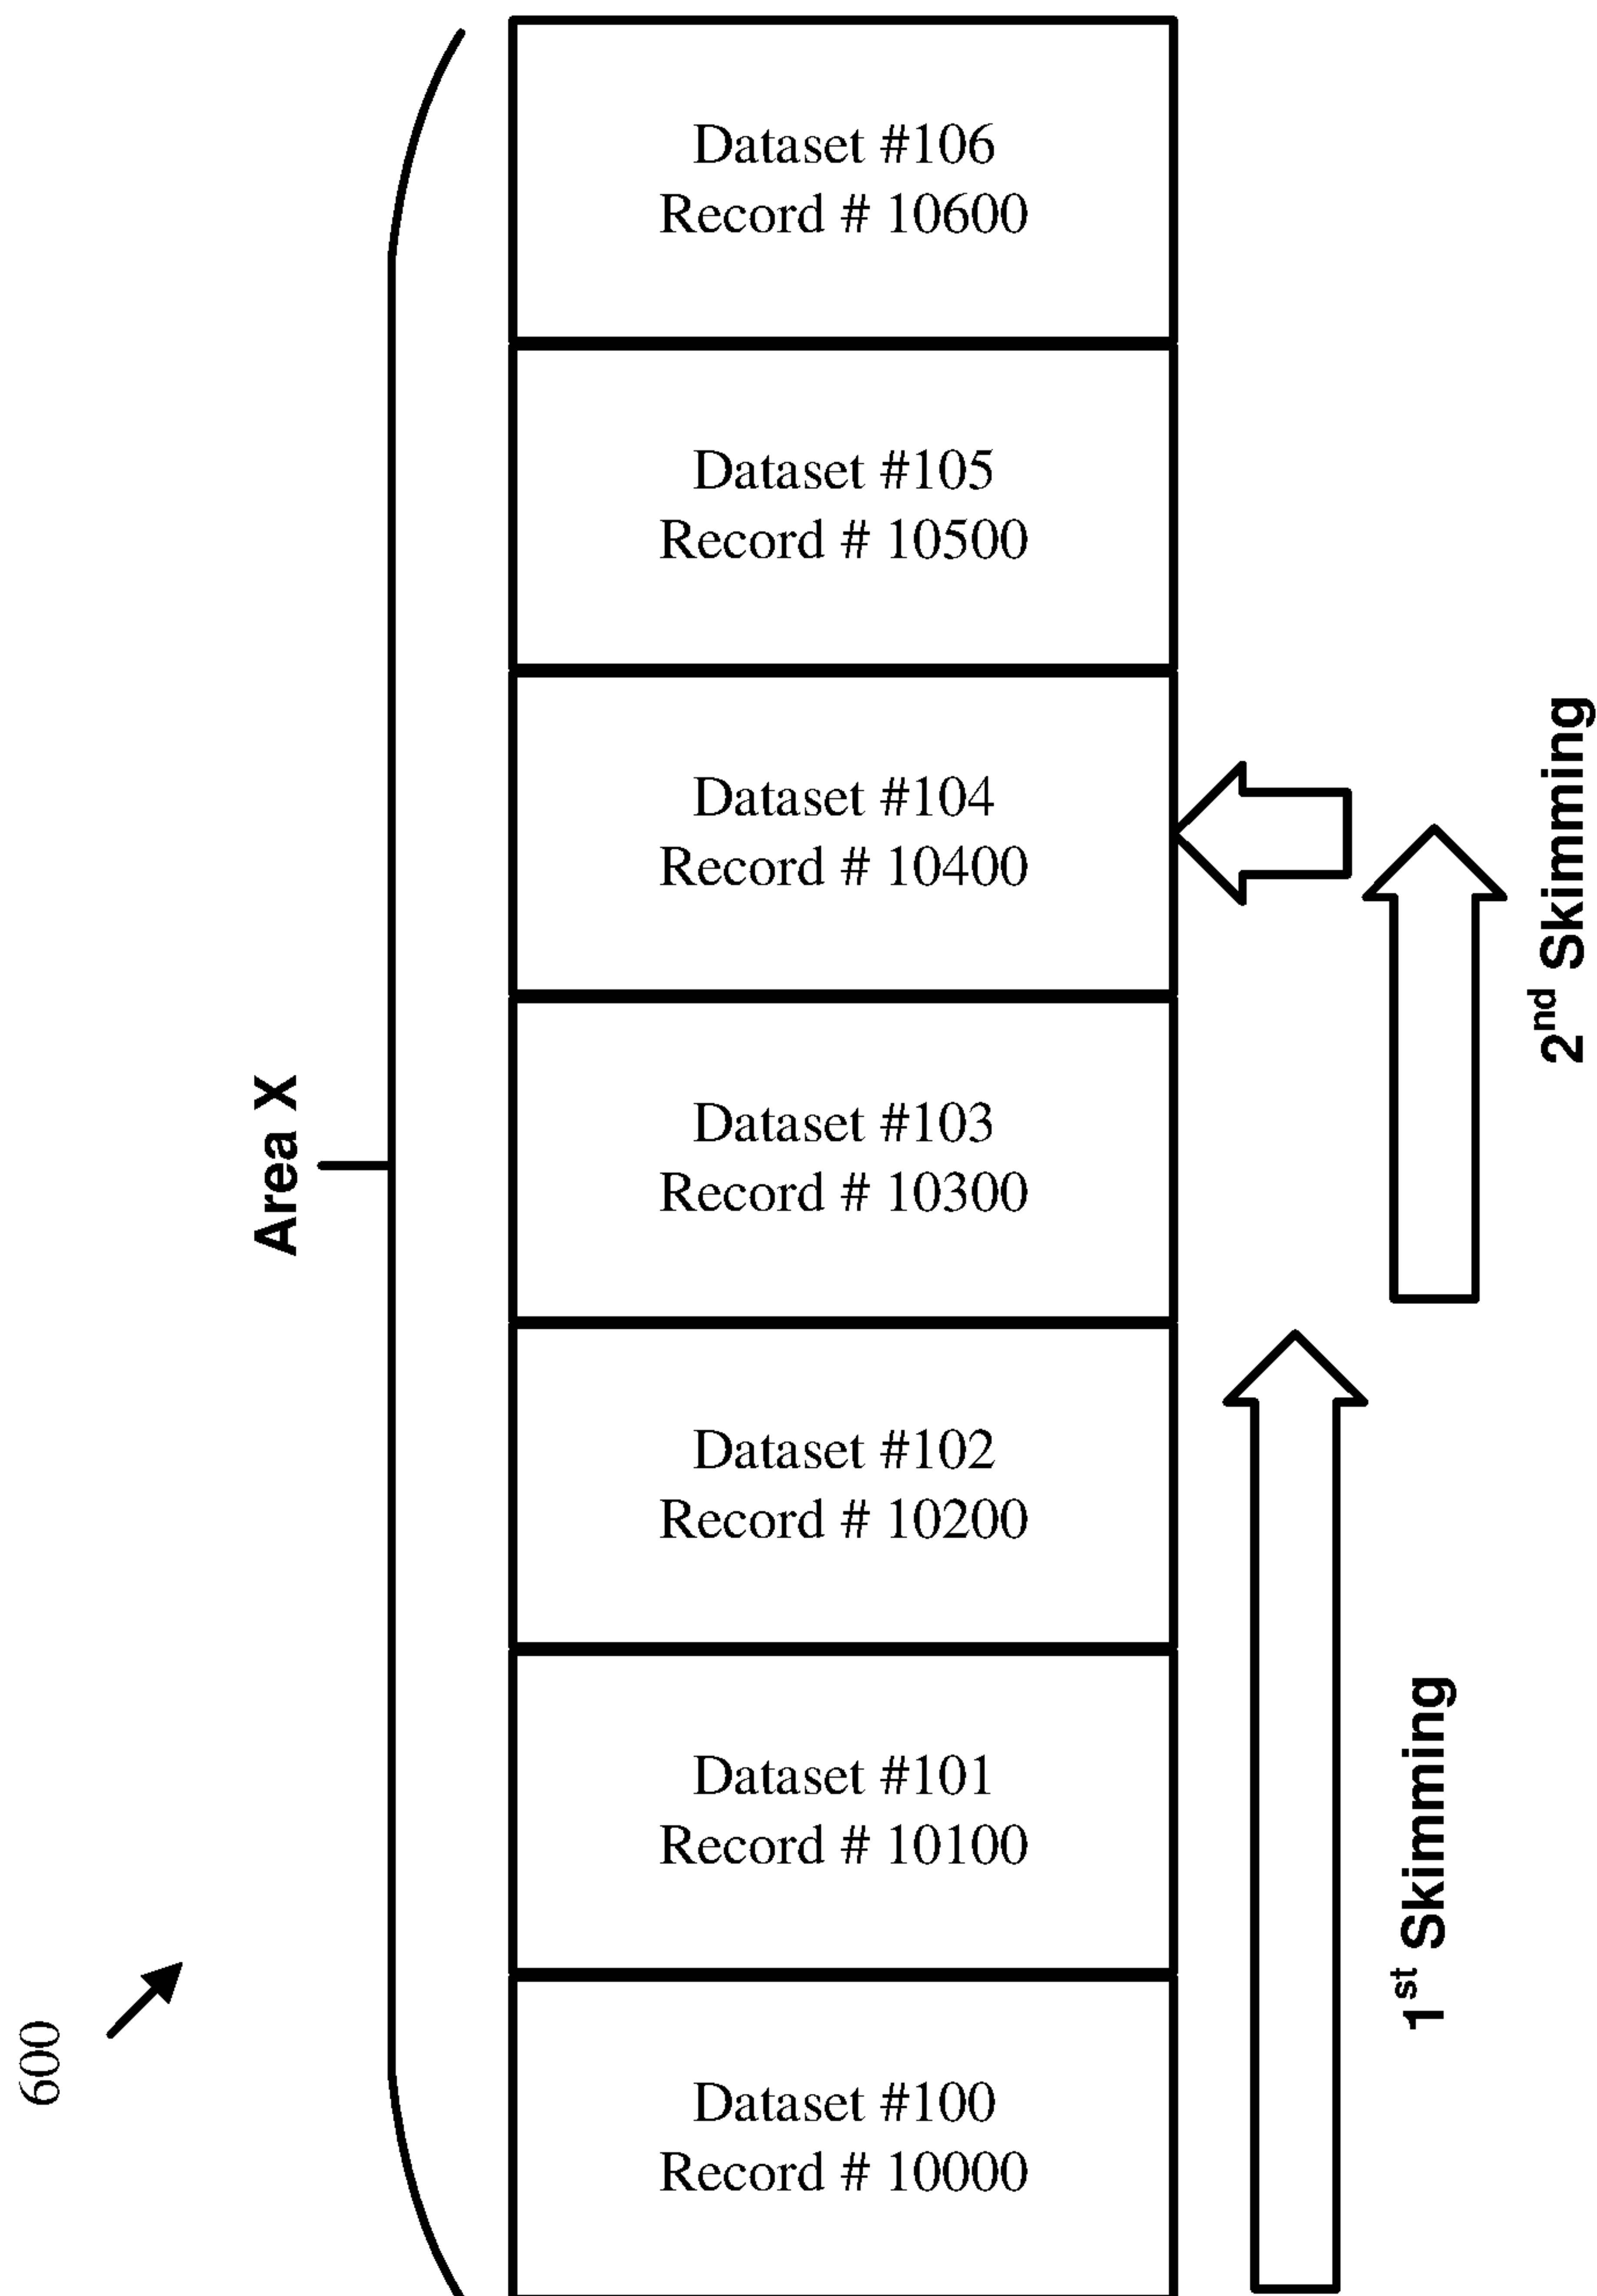 Dataset #106
Record # 10600
Dataset #105
Record # 10500
Dataset #104
Record # 10400
2nd Skimming
Area X
Dataset #103
Record # 10300
Dataset #102
Record # 10200
Dataset #101
Record # 10100
1st Skimming
600
Dataset #100
Record # 10000